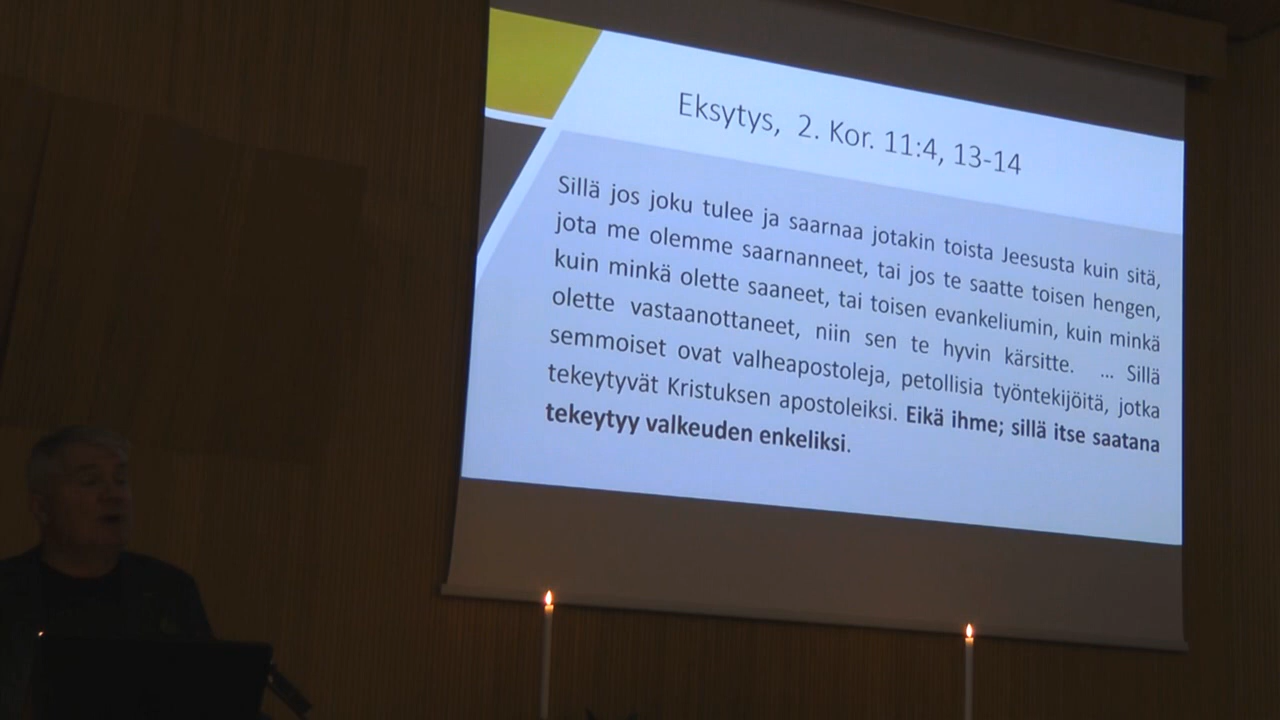 Eksytys, 2. Kor. 11:4, 13-14
Sillä jos joku tulee ja saarnaa jotakin toista Jeesusta kuin sitä,
jota me olemme saarnanneet, tai jos te saatte toisen hengen,
kuin minkä olette saaneet, tai toisen evankeliumin, kuin minkä
olette vastaanottaneet, niin sen te hyvin kärsitte. ... Sillä
semmoiset ovat valheapostoleja, petollisia työntekijöitä, jotka
tekeytyvät Kristuksen apostoleiksi. Eikä ihme; sillä itse saatana
tekeytyy valkeuden enkeliksi.